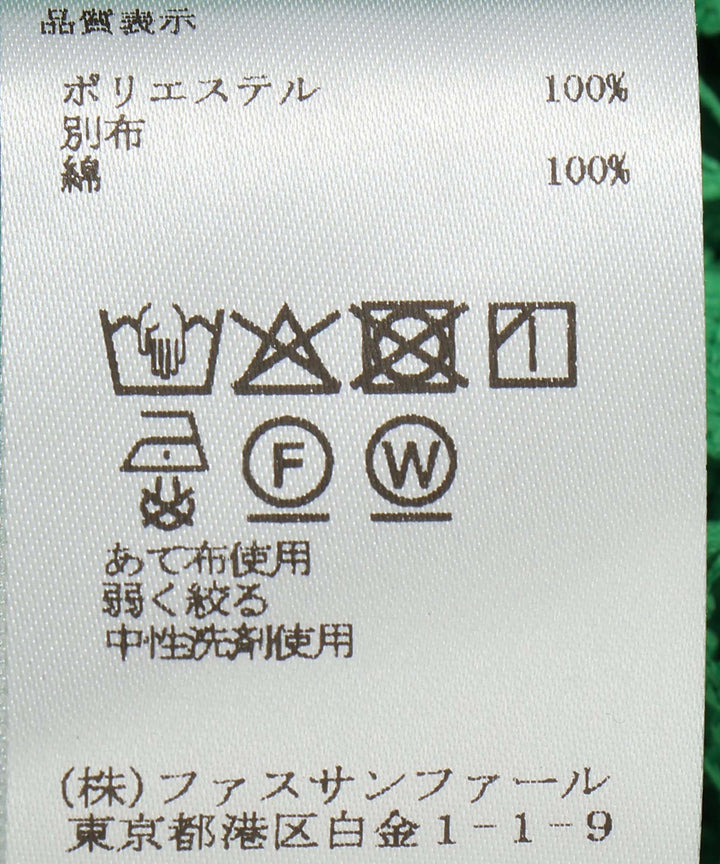 品質表示
ポリエステル 100%
別布
綿 100%
F W
あて布使用
弱く絞る
中性洗剤使用
(株)ファスサンファール
東京都港区白金1-1-9